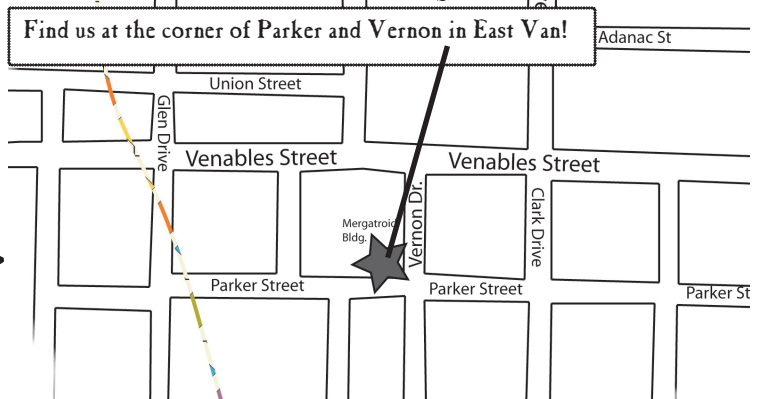 Find us at the corner of Parker and Vernon in East Van!
Adanac St
Union Street
Glen Drive
Venables Street
Venables Street
Mergatroid
Bldg.
Vernon Dr.
Clark Drive
Parker Street
Parker Street
Parker St